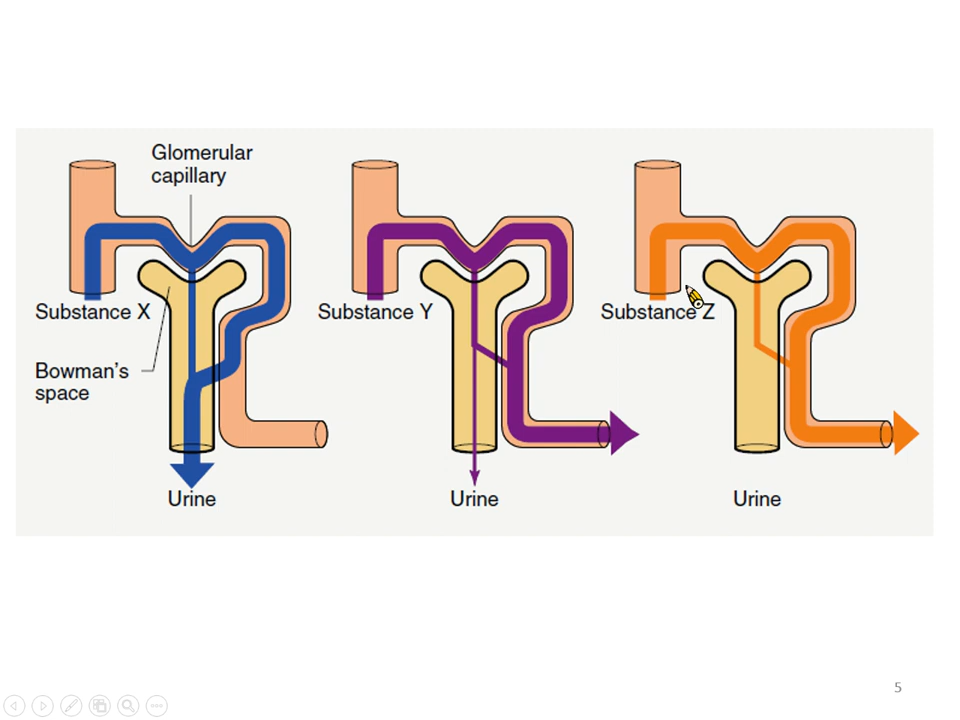 Glomerular
capillary
Substance X
Substance Y
Substance Z
Bowman's
space
Urine
Urine
Urine
5